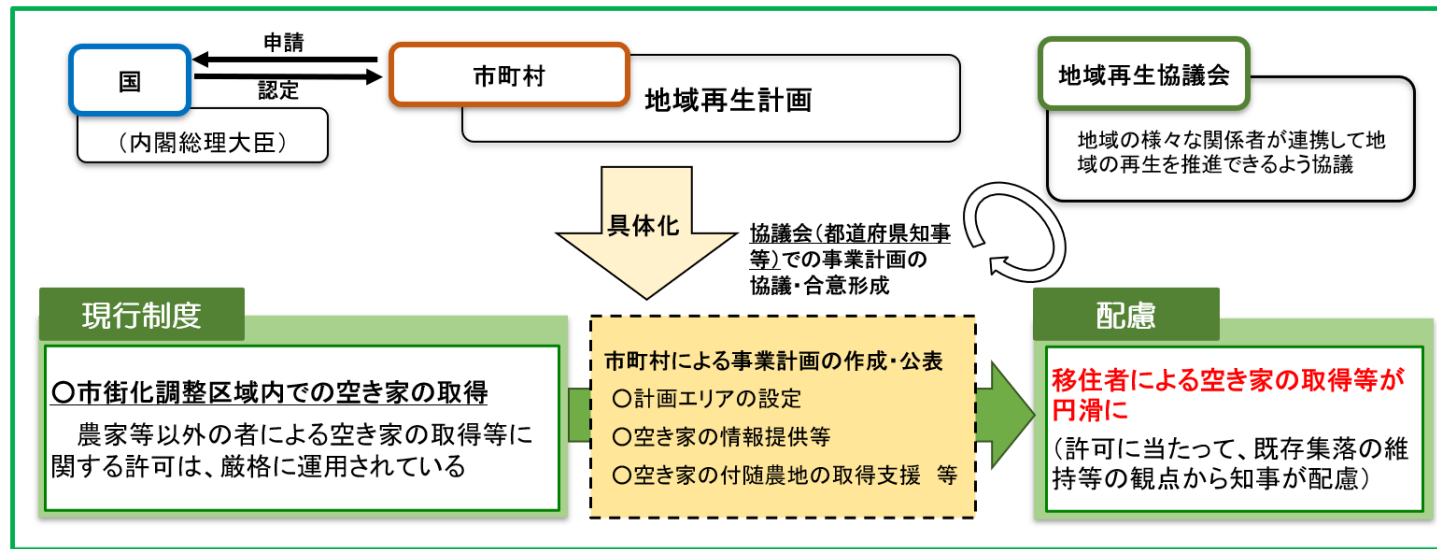 申請
国
認定
(内閣総理大臣)
市町村
地域再生計画
地域再生協議会
地域の様々な関係者が連携して地
域の再生を推進できるよう協議
具体化
協議会(都道府県知事
等)での事業計画の
協議・合意形成
現行制度
〇市街化調整区域内での空き家の取得
農家等以外の者による空き家の取得等に
関する許可は、厳格に運用されている
市町村による事業計画の作成・公表
〇計画エリアの設定
〇空き家の情報提供等
〇空き家の付随農地の取得支援 等
配慮
移住者による空き家の取得等が
円滑に
(許可に当たって、既存集落の維
持等の観点から知事が配慮)